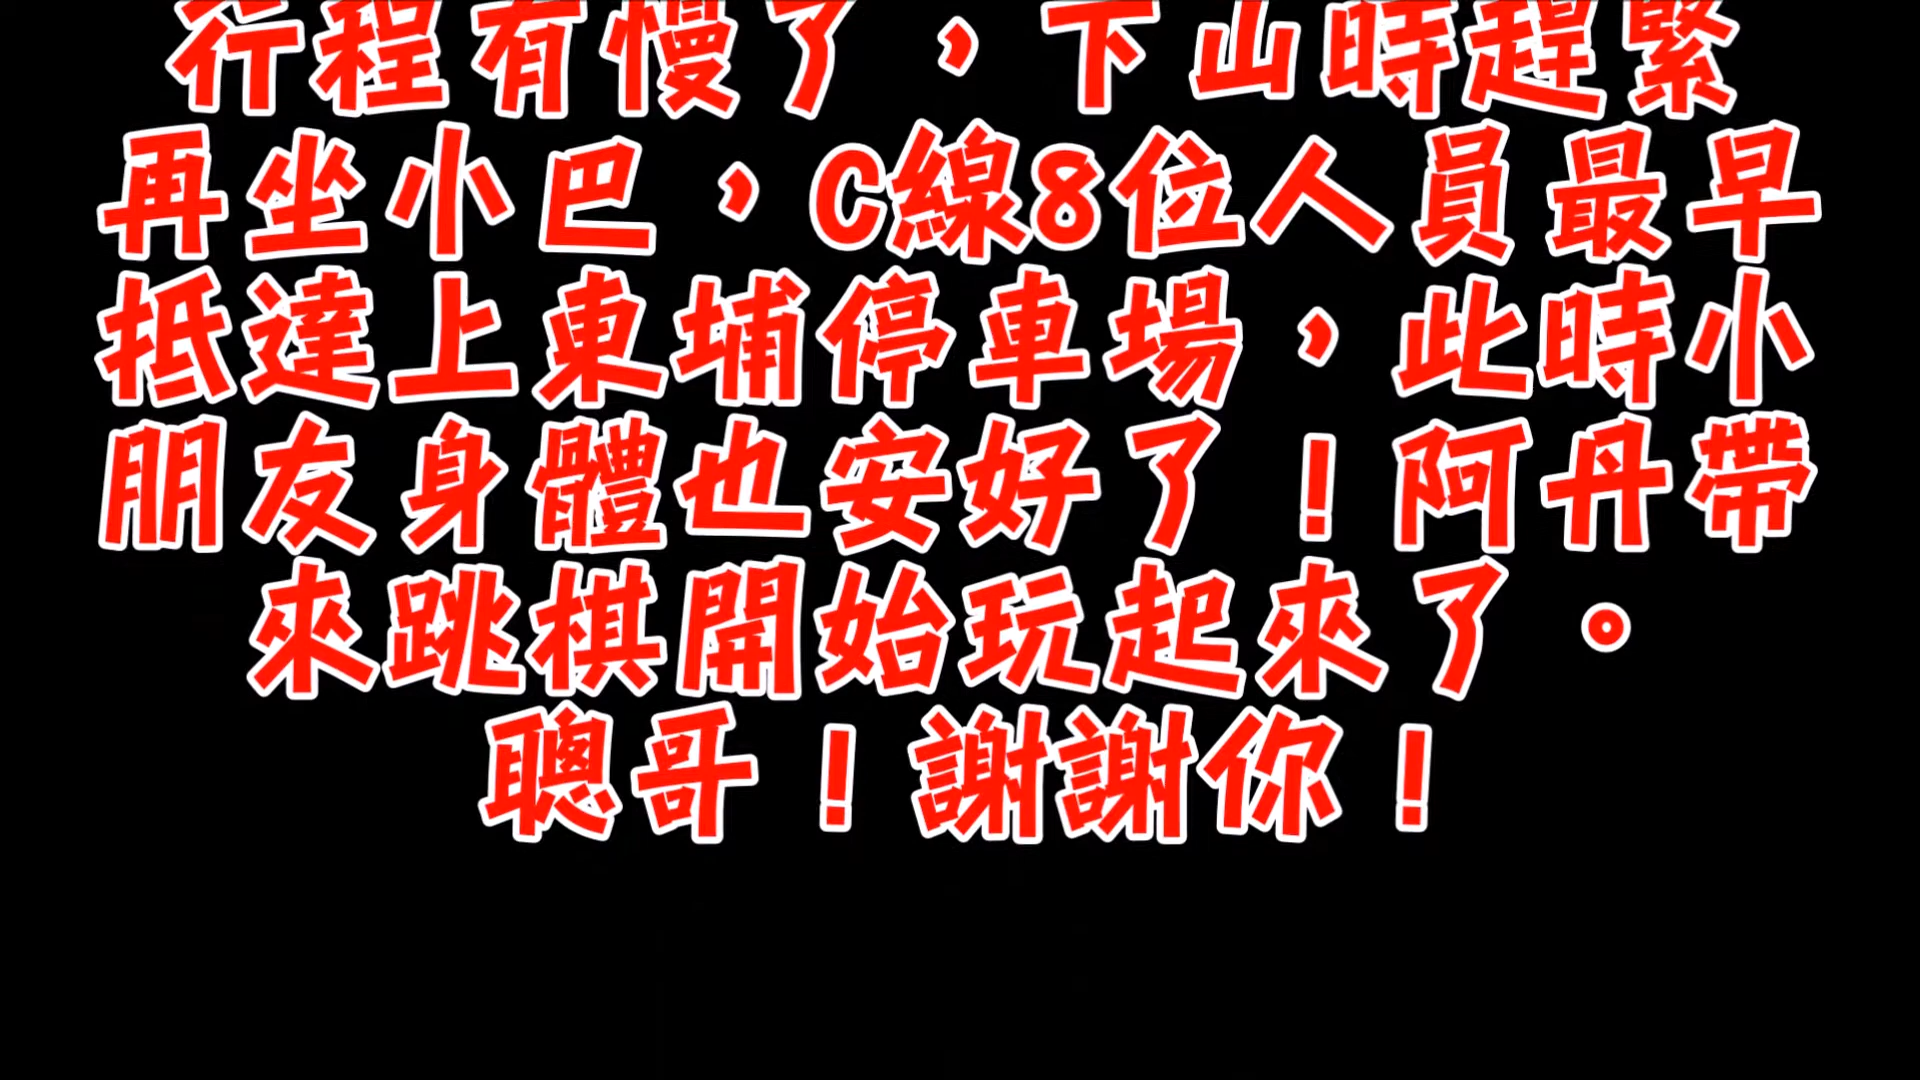 行程有慢了，下山時趕緊
再坐小巴，C線8位人員最早
抵達上東埔停車場，此時小
朋友身體也安好了！阿丹帶
來跳棋開始玩起來了。
聰哥！謝謝你！